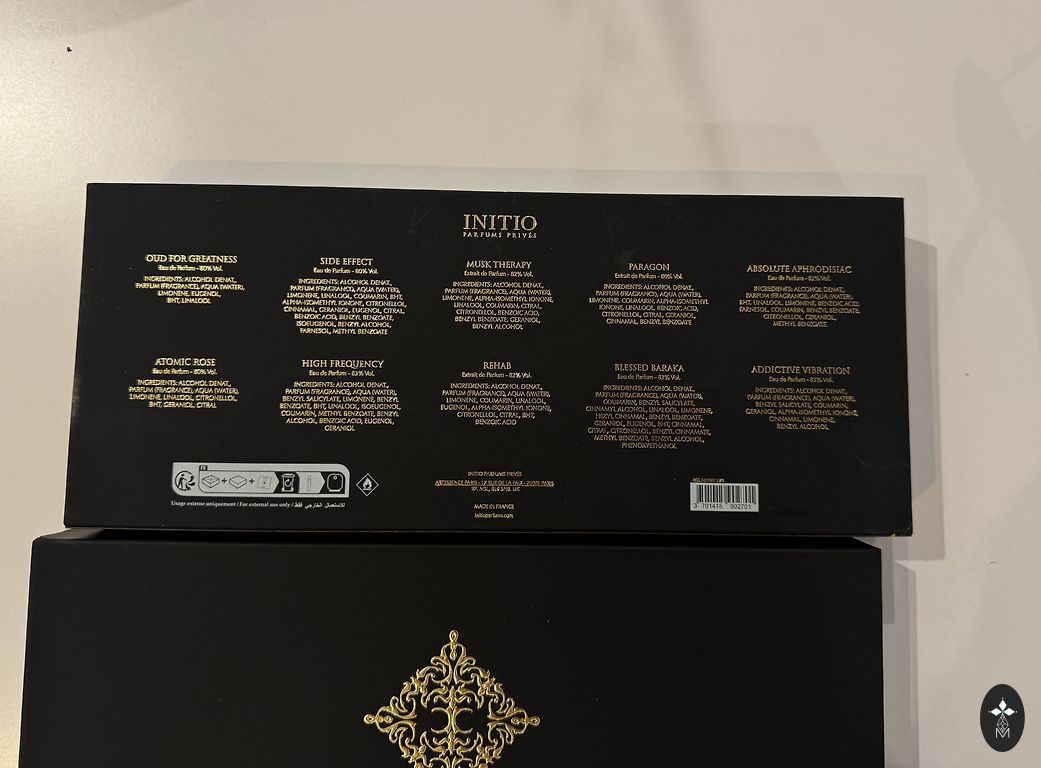 INITIO
PARFUMS PRIVÉS
OUD FOR GREATNESS
Eau de Parfum - 80% Vol.
INGREDIENTS: ALCOHOL DENAT.,
PARFUM (FRAGRANCE), AQUA (WATER),
LIMONENE, EUGENOL,
BHT, LINALOOL
SIDE EFFECT
Eau de Parfum - 80% Vol.
INGREDIENTS: ALCOHOL DENAT.,
PARFUM (FRAGRANCE), AQUA (WATER),
LIMONENE, LINALOOL, COUMARIN, BHT,
ALPHA-ISOMETHYL IONONE, CITRONELLOL,
CINNAMAL, GERANIOL, EUGENOL, CITRAL,
BENZOIC ACID, BENZYL BENZOATE,
ISOEUGENOL, BENZYL ALCOHOL,
FARNESOL, METHYL BENZOATE
MUSK THERAPY
Extrait de Parfum - 82% Vol.
INGREDIENTS: ALCOHOL DENAT.,
PARFUM (FRAGRANCE), AQUA (WATER),
LIMONENE, ALPHA-ISOMETHYL IONONE,
LINALOOL, COUMARIN, CITRAL,
CITRONELLOL, BENZOIC ACID,
BENZYL BENZOATE, GERANIOL,
BENZYL ALCOHOL
PARAGON
Extrait de Parfum - 80% Vol.
INGREDIENTS: ALCOHOL DENAT.,
PARFUM (FRAGRANCE), AQUA (WATER),
LIMONENE, COUMARIN, ALPHA-ISOMETHYL
IONONE, LINALOOL, BENZOIC ACID,
CITRONELLOL, CITRAL, GERANIOL,
CINNAMAL, BENZYL BENZOATE
ABSOLUTE APHRODISIAC
Eau de Parfum - 82% Vol.
INGREDIENTS: ALCOHOL DENAT.,
PARFUM (FRAGRANCE), AQUA (WATER),
BHT, LINALOOL, LIMONENE, BENZOIC ACID,
FARNESOL, COUMARIN, BENZYL BENZOATE,
CITRONELLOL, GERANIOL,
METHYL BENZOATE
ATOMIC ROSE
Eau de Parfum - 80% Vol.
INGREDIENTS: ALCOHOL DENAT.,
PARFUM (FRAGRANCE), AQUA (WATER),
LIMONENE, LINALOOL, CITRONELLOL,
BHT, GERANIOL, CITRAL
HIGH FREQUENCY
Eau de Parfum - 83% Vol.
INGREDIENTS: ALCOHOL DENAT.,
PARFUM (FRAGRANCE), AQUA (WATER),
BENZYL SALICYLATE, LIMONENE, BENZYL
BENZOATE, BHT, LINALOOL, ISOEUGENOL,
COUMARIN, METHYL BENZOATE, BENZYL
ALCOHOL, BENZOIC ACID, EUGENOL,
GERANIOL
REHAB
Extrait de Parfum - 82% Vol.
INGREDIENTS: ALCOHOL DENAT.,
PARFUM (FRAGRANCE), AQUA (WATER),
LIMONENE, COUMARIN, LINALOOL,
EUGENOL, ALPHA-ISOMETHYL IONONE,
CITRONELLOL, CITRAL, BHT,
BENZOIC ACID
BLESSED BARAKA
Eau de Parfum - 83% Vol.
INGREDIENTS: ALCOHOL DENAT.,
PARFUM (FRAGRANCE), AQUA (WATER),
COUMARIN, BENZYL SALICYLATE,
CINNAMYL ALCOHOL, LINALOOL, LIMONENE,
HEXYL CINNAMAL, BENZYL BENZOATE,
GERANIOL, EUGENOL, BHT, CINNAMAL,
CITRAL, CITRONELLOL, BENZYL CINNAMATE,
METHYL BENZOATE, BENZYL ALCOHOL,
PHENOXYETHANOL
ADDICTIVE VIBRATION
Eau de Parfum - 83% Vol.
INGREDIENTS: ALCOHOL DENAT.,
PARFUM (FRAGRANCE), AQUA (WATER),
BENZYL SALICYLATE, COUMARIN,
GERANIOL, ALPHA-ISOMETHYL IONONE,
CINNAMAL, LIMONENE,
BENZYL ALCOHOL
FR
Usage externe uniquement / For external use only / للاستعمال الخارجي فقط
INITIO PARFUMS PRIVÉS
RUE DE LA PAIX - 75002 PARIS
UK
MADE IN FRANCE
initioparfums.com
3 701415 902701
M